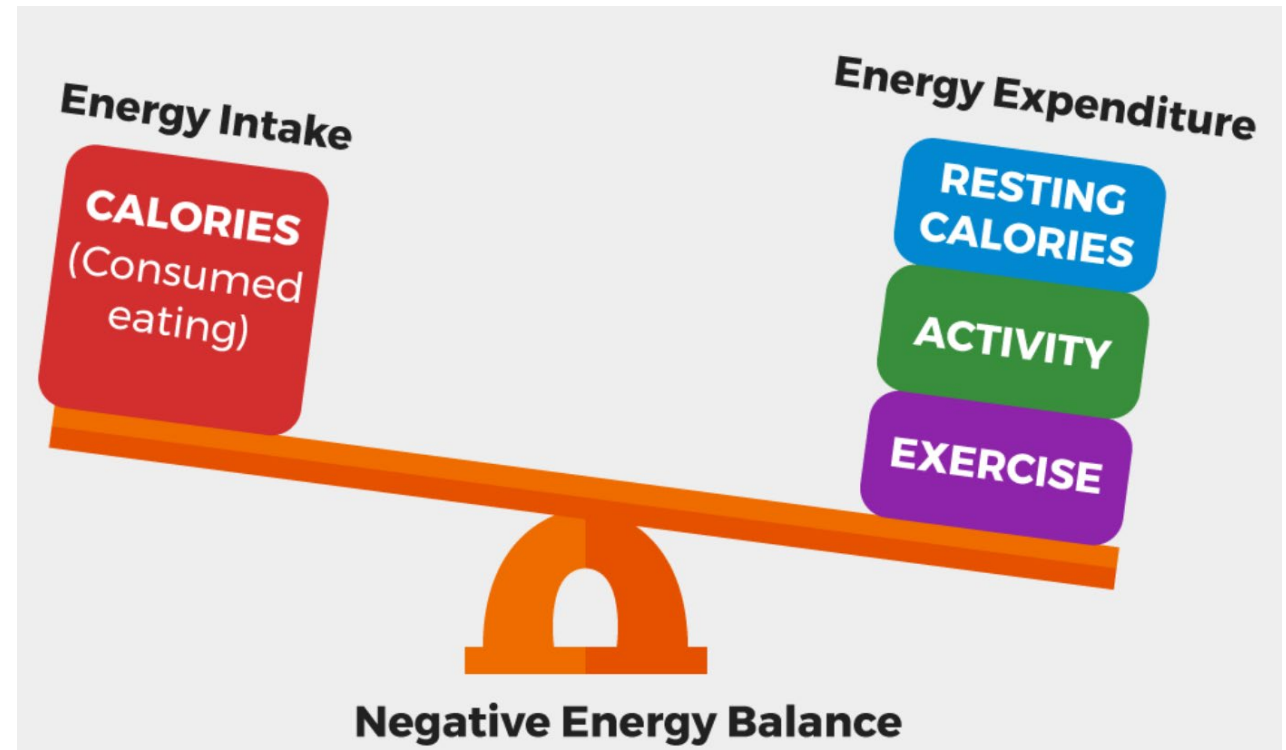 Energy Intake
CALORIES
(Consumed
eating)
Energy Expenditure
RESTING
CALORIES
ACTIVITY
EXERCISE
Negative Energy Balance